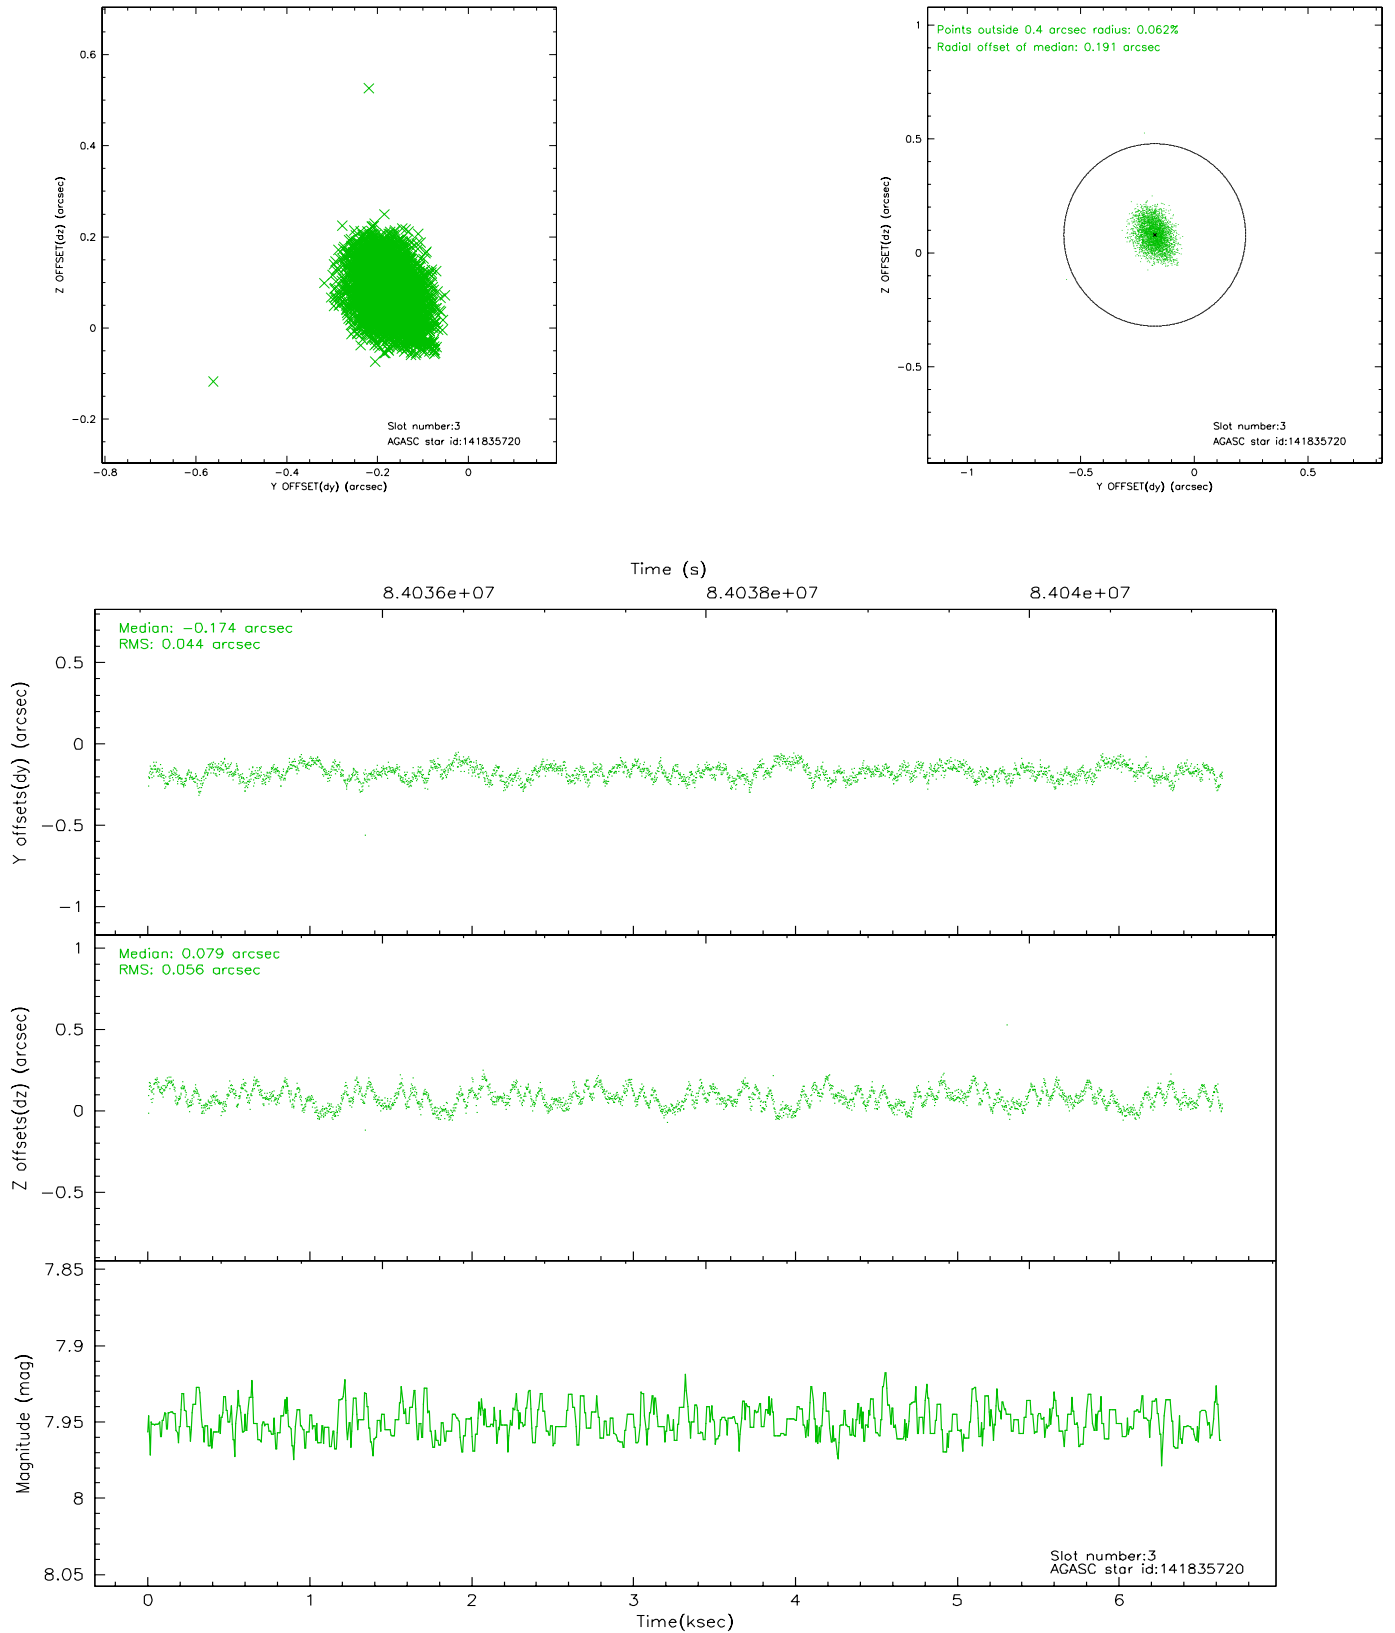 0.6
0.4
0.2
0
−0.2
Z OFFSET(dz) (arcsec)
Slot number:3
AGASC star id:141835720
−0.8 −0.6 −0.4 −0.2 0
Y OFFSET(dy) (arcsec)
Points outside 0.4 arcsec radius: 0.062%
Radial offset of median: 0.191 arcsec
1
0.5
0
−0.5
Z OFFSET(dz) (arcsec)
Slot number:3
AGASC star id:141835720
−1 −0.5 0 0.5
Y OFFSET(dy) (arcsec)
Time (s)
8.4036e+07 8.4038e+07 8.404e+07
Median: −0.174 arcsec
RMS: 0.044 arcsec
0.5
0
−0.5
−1
Y offsets(dy) (arcsec)
Median: 0.079 arcsec
RMS: 0.056 arcsec
1
0.5
0
−0.5
Z offsets(dz) (arcsec)
7.85
7.9
7.95
8
8.05
Magnitude (mag)
Slot number:3
AGASC star id:141835720
0 1 2 3 4 5 6
Time(ksec)